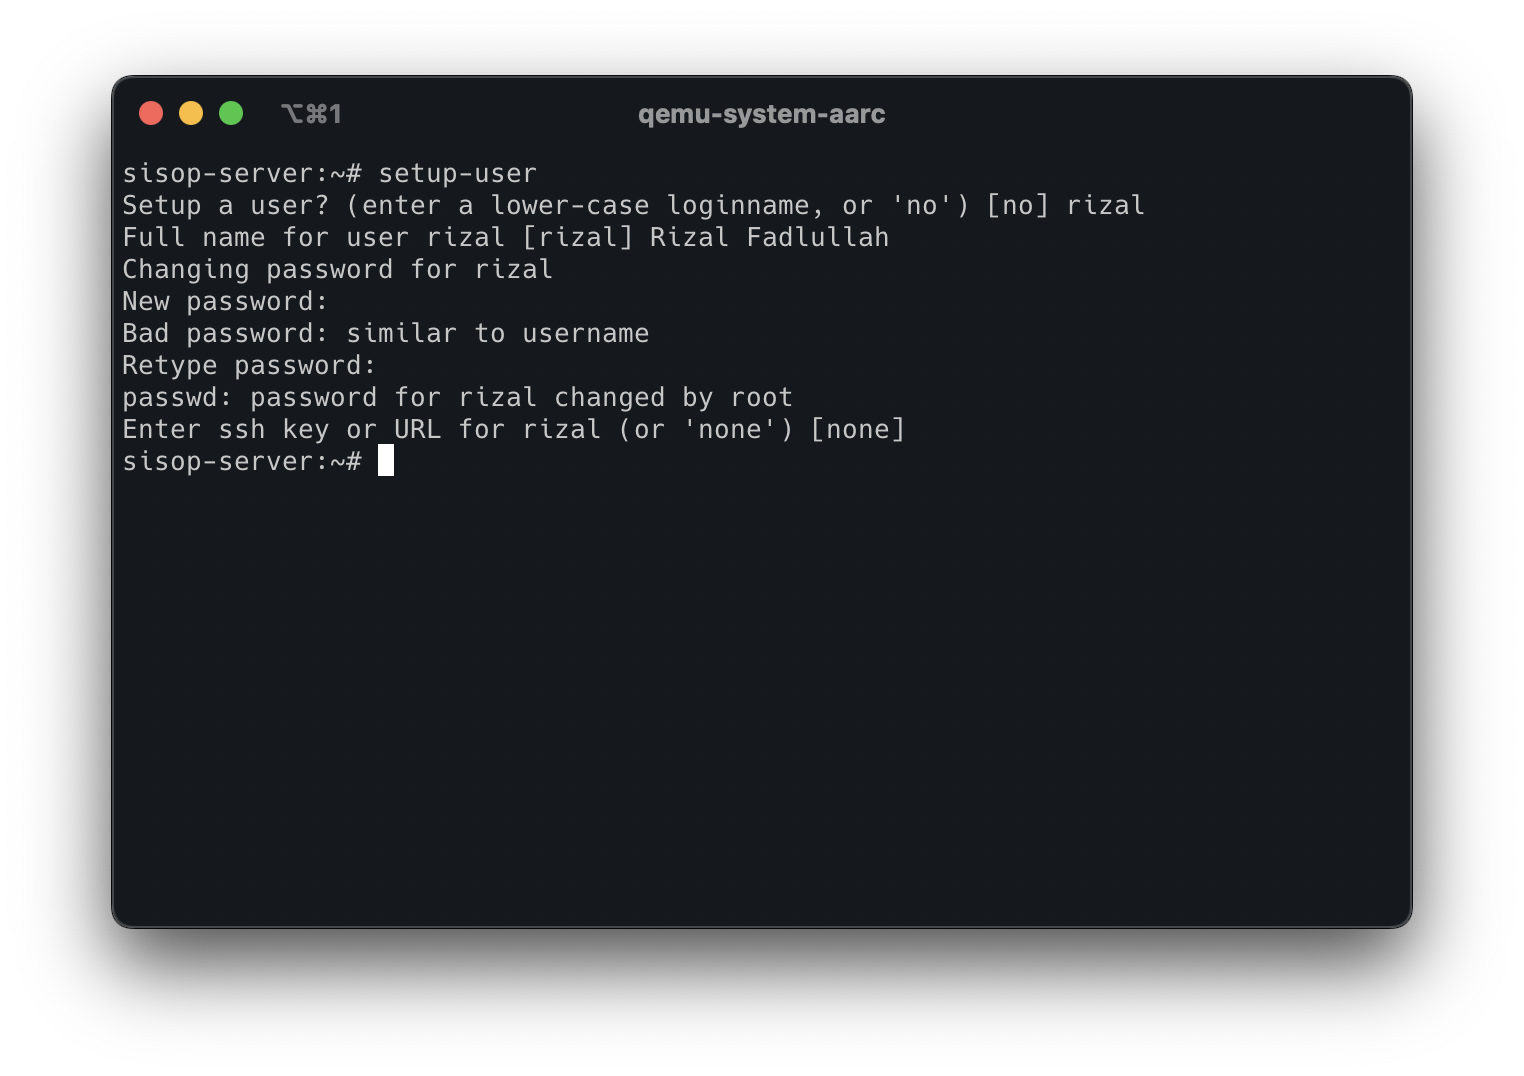 ⌥⌘1
qemu-system-aarc
sisop-server:~# setup-user
Setup a user? (enter a lower-case loginname, or 'no') [no] rizal
Full name for user rizal [rizal] Rizal Fadlullah
Changing password for rizal
New password:
Bad password: similar to username
Retype password:
passwd: password for rizal changed by root
Enter ssh key or URL for rizal (or 'none') [none]
sisop-server:~#